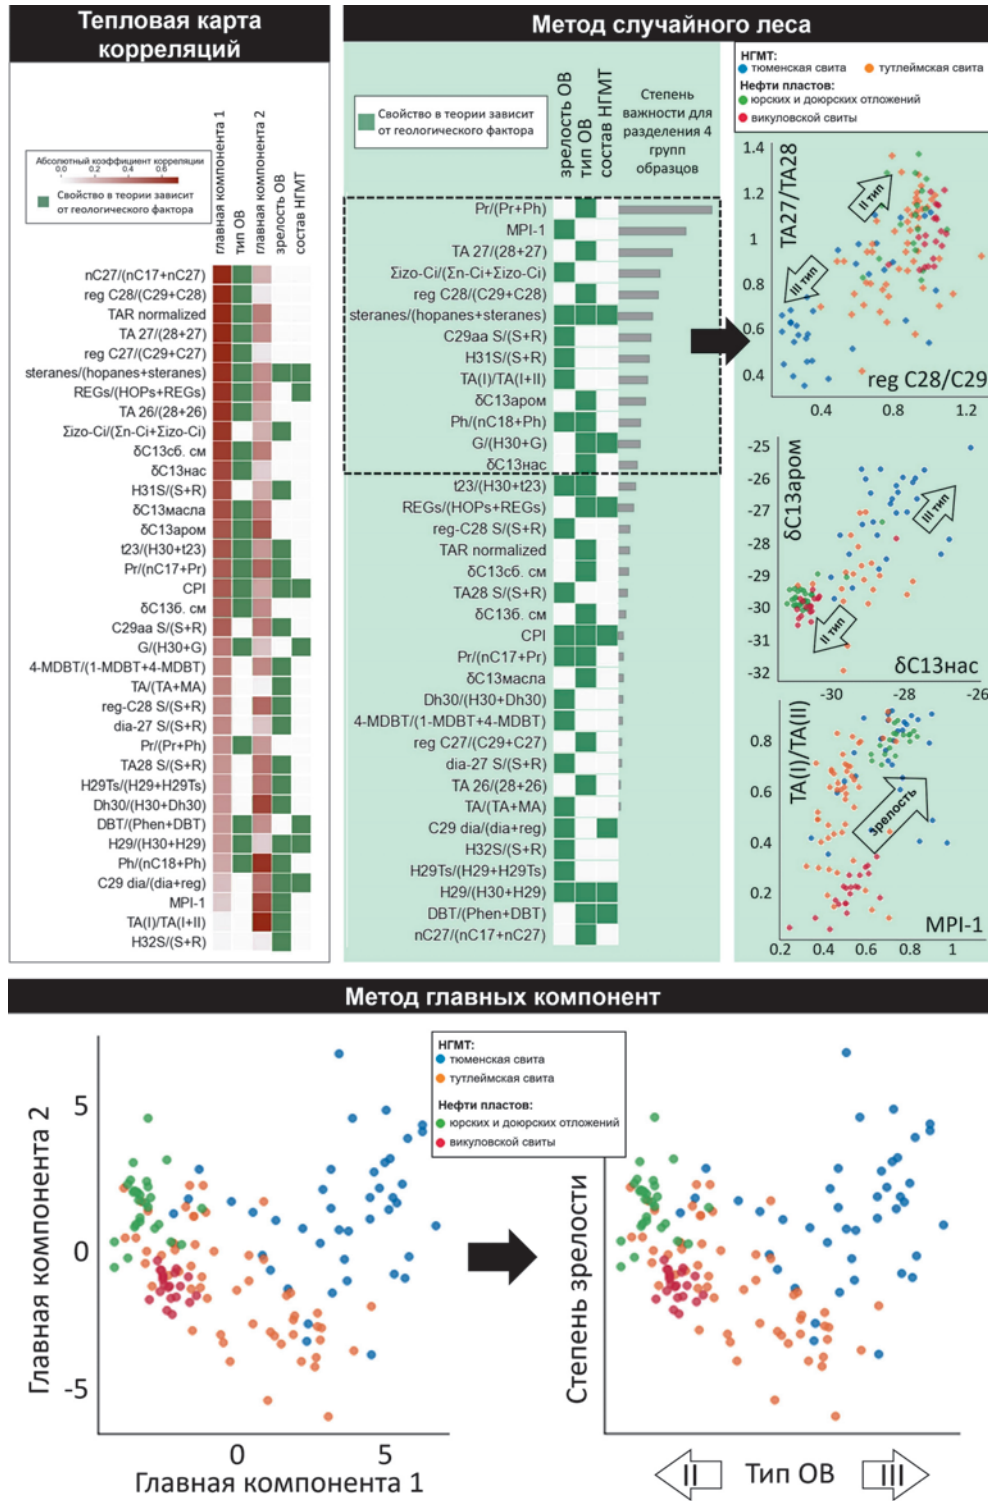 Тепловая карта
корреляций
Абсолютный коэффициент корреляции
0.0 0.2 0.4 0.6
Свойство в теории зависит
от геологического фактора
главная компонента 1
тип ОВ
главная компонента 2
зрелость ОВ
состав НГМТ
nC27/(nC17+nC27)
reg C28/(C29+C28)
TAR normalized
TA 27/(28+27)
reg C27/(C29+C27)
steranes/(hopanes+steranes)
REGs/(HOPs+REGs)
TA 26/(28+26)
Σizo-Ci/(Σn-Ci+Σizo-Ci)
δC13сб. см
δC13нас
H31S/(S+R)
δC13масла
δC13аром
t23/(H30+t23)
Pr/(nC17+Pr)
CPI
δC13б. см
C29aa S/(S+R)
G/(H30+G)
4-MDBT/(1-MDBT+4-MDBT)
TA/(TA+MA)
reg-C28 S/(S+R)
dia-27 S/(S+R)
Pr/(Pr+Ph)
TA28 S/(S+R)
H29Ts/(H29+H29Ts)
Dh30/(H30+Dh30)
DBT/(Phen+DBT)
H29/(H30+H29)
Ph/(nC18+Ph)
C29 dia/(dia+reg)
MPI-1
TA(I)/TA(I+II)
H32S/(S+R)
Метод случайного леса
Свойство в теории зависит
от геологического фактора
зрелость ОВ
тип ОВ
состав НГМТ
Степень
важности для
разделения 4
групп
образцов
Pr/(Pr+Ph)
MPI-1
TA 27/(28+27)
Σizo-Ci/(Σn-Ci+Σizo-Ci)
reg C28/(C29+C28)
steranes/(hopanes+steranes)
C29aa S/(S+R)
H31S/(S+R)
TA(I)/TA(I+II)
δC13аром
Ph/(nC18+Ph)
G/(H30+G)
δC13нас
t23/(H30+t23)
REGs/(HOPs+REGs)
reg-C28 S/(S+R)
TAR normalized
δC13сб. см
TA28 S/(S+R)
δC13б. см
CPI
Pr/(nC17+Pr)
δC13масла
Dh30/(H30+Dh30)
4-MDBT/(1-MDBT+4-MDBT)
reg C27/(C29+C27)
dia-27 S/(S+R)
TA 26/(28+26)
TA/(TA+MA)
C29 dia/(dia+reg)
H32S/(S+R)
H29Ts/(H29+H29Ts)
H29/(H30+H29)
DBT/(Phen+DBT)
nC27/(nC17+nC27)
НГМТ:
тюменская свита тутлеймская свита
Нефти пластов:
юрских и доюрских отложений
викуловской свиты
TA27/TA28
1.4
1.2
1
0.8
0.6
0.4
II тип
III тип
reg C28/C29
0.4 0.8 1.2
δC13аром
-25
-26
-27
-28
-29
-30
-31
-32
III тип
II тип
δC13нас
-30 -28 -26
TA(I)/TA(II)
0.8
0.6
0.4
0.2
зрелость
MPI-1
0.2 0.4 0.6 0.8 1
Метод главных компонент
НГМТ:
тюменская свита
тутлеймская свита
Нефти пластов:
юрских и доюрских отложений
викуловской свиты
Главная компонента 2
5
0
-5
0 5
Главная компонента 1
Степень зрелости
II Тип ОВ III